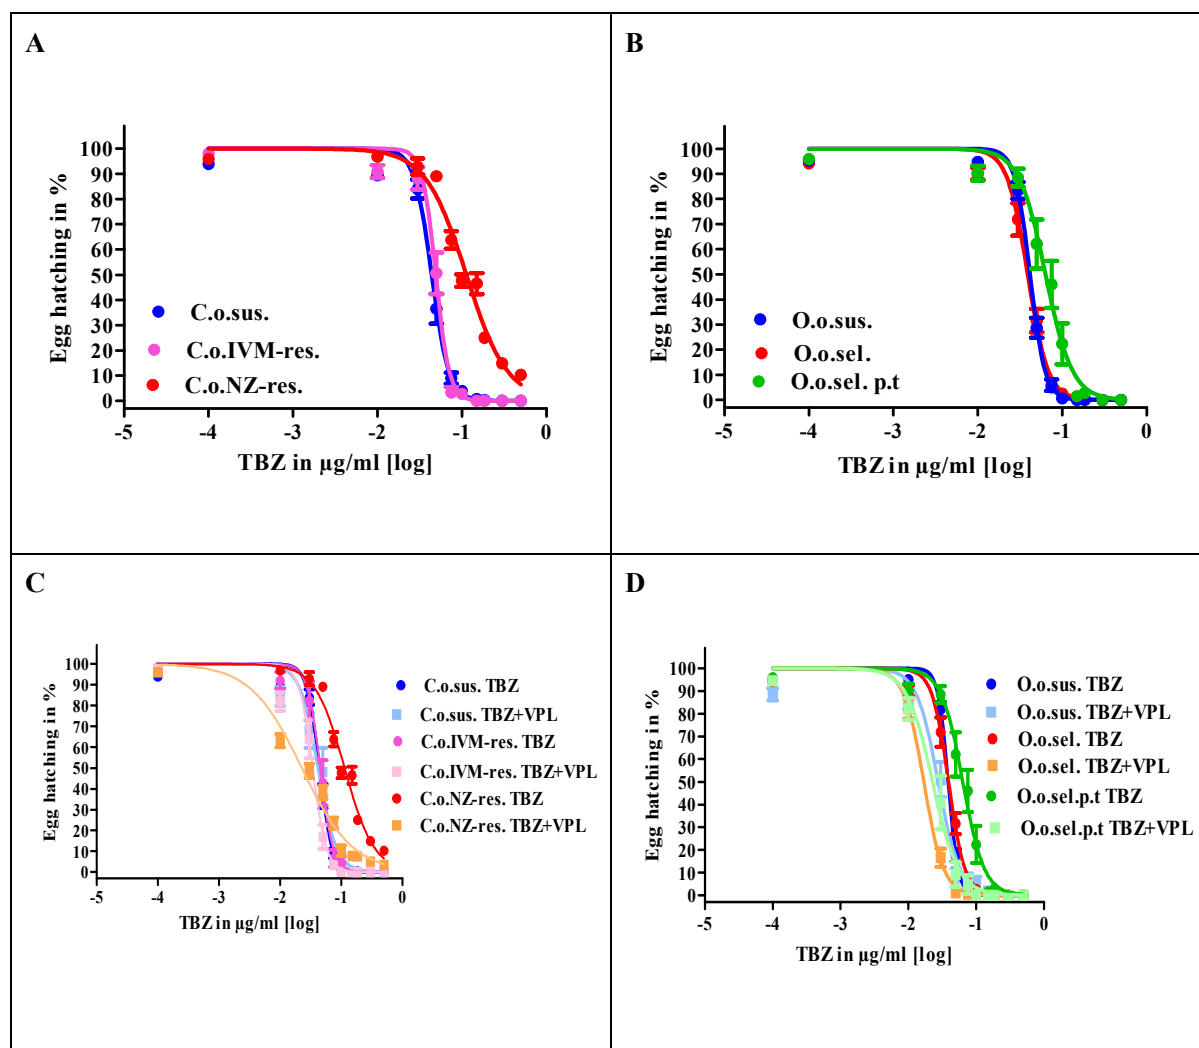 A
Egg hatching in %
100
90
80
70
60
50
40
30
20
10
0
-5 -4 -3 -2 -1 0
TBZ in µg/ml [log]
C.o.sus.
C.o.IVM-res.
C.o.NZ-res.
B
Egg hatching in %
100
90
80
70
60
50
40
30
20
10
0
-5 -4 -3 -2 -1 0
TBZ in µg/ml [log]
O.o.sus.
O.o.sel.
O.o.sel. p.t
C
Egg hatching in %
100
90
80
70
60
50
40
30
20
10
0
-5 -4 -3 -2 -1 0
TBZ in µg/ml [log]
C.o.sus. TBZ
C.o.sus. TBZ+VPL
C.o.IVM-res. TBZ
C.o.IVM-res. TBZ+VPL
C.o.NZ-res. TBZ
C.o.NZ-res. TBZ+VPL
D
Egg hatching in %
100
90
80
70
60
50
40
30
20
10
0
-5 -4 -3 -2 -1 0
TBZ in µg/ml [log]
O.o.sus. TBZ
O.o.sus. TBZ+VPL
O.o.sel. TBZ
O.o.sel. TBZ+VPL
O.o.sel.p.t TBZ
O.o.sel.p.t TBZ+VPL